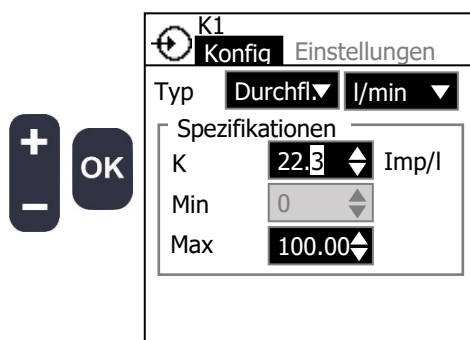 K1
Konfig Einstellungen
Typ Durchfl. l/min
Spezifikationen
K 22.3 Imp/l
Min 0
Max 100.00
+
OK
–